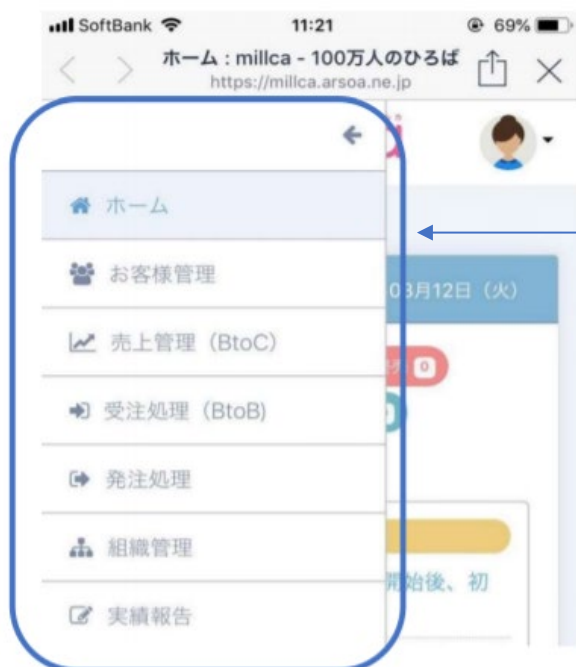 SoftBank 11:21 69%
ホーム : millca - 100万人のひろば
https://millca.arsoa.ne.jp
ホーム
お客様管理
03月12日（火）
売上管理（BtoC）
0
受注処理（BtoB)
発注処理
組織管理
開始後、初
実績報告